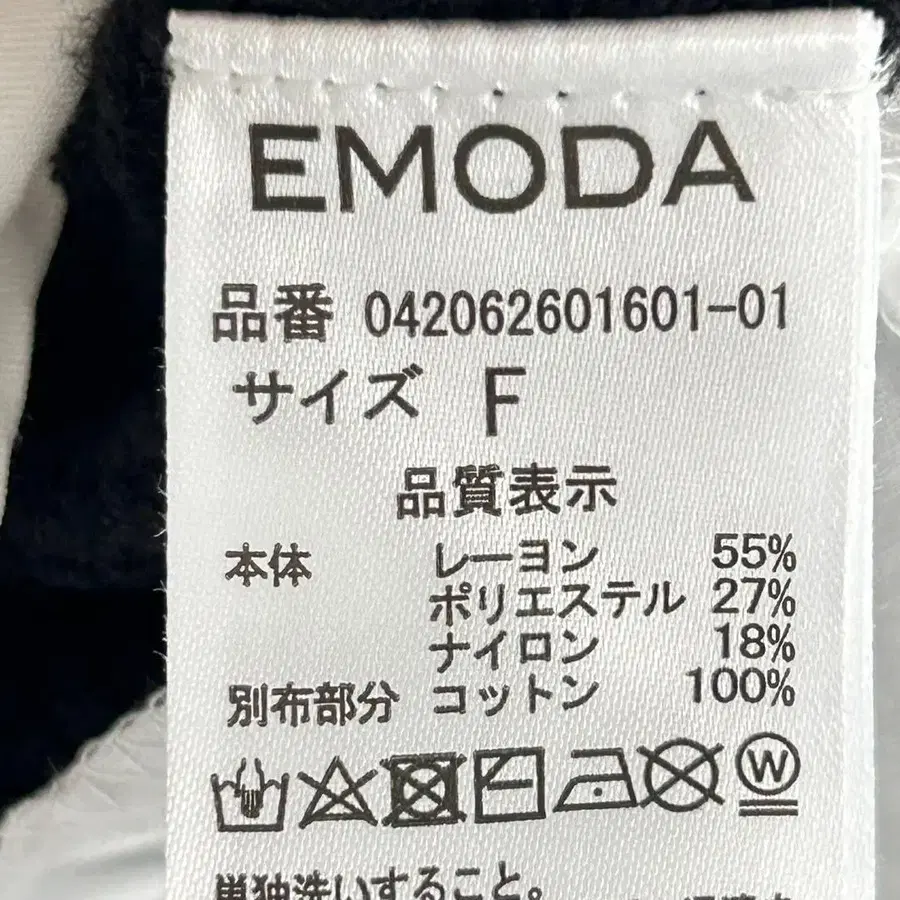 EMODA
品番 042062601601-01
サイズ F
品質表示
本体 レーヨン 55%
ポリエステル 27%
ナイロン 18%
別布部分 コットン 100%
W
単独洗いすること。